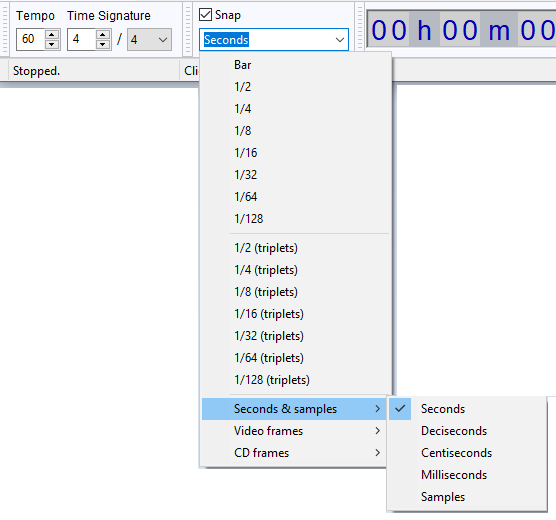 Tempo Time Signature Snap
60 4 / 4 Seconds 00 h 00 m 00
Stopped. Cli
Bar
1/2
1/4
1/8
1/16
1/32
1/64
1/128
1/2 (triplets)
1/4 (triplets)
1/8 (triplets)
1/16 (triplets)
1/32 (triplets)
1/64 (triplets)
1/128 (triplets)
Seconds & samples
Video frames
CD frames
Seconds
Deciseconds
Centiseconds
Milliseconds
Samples